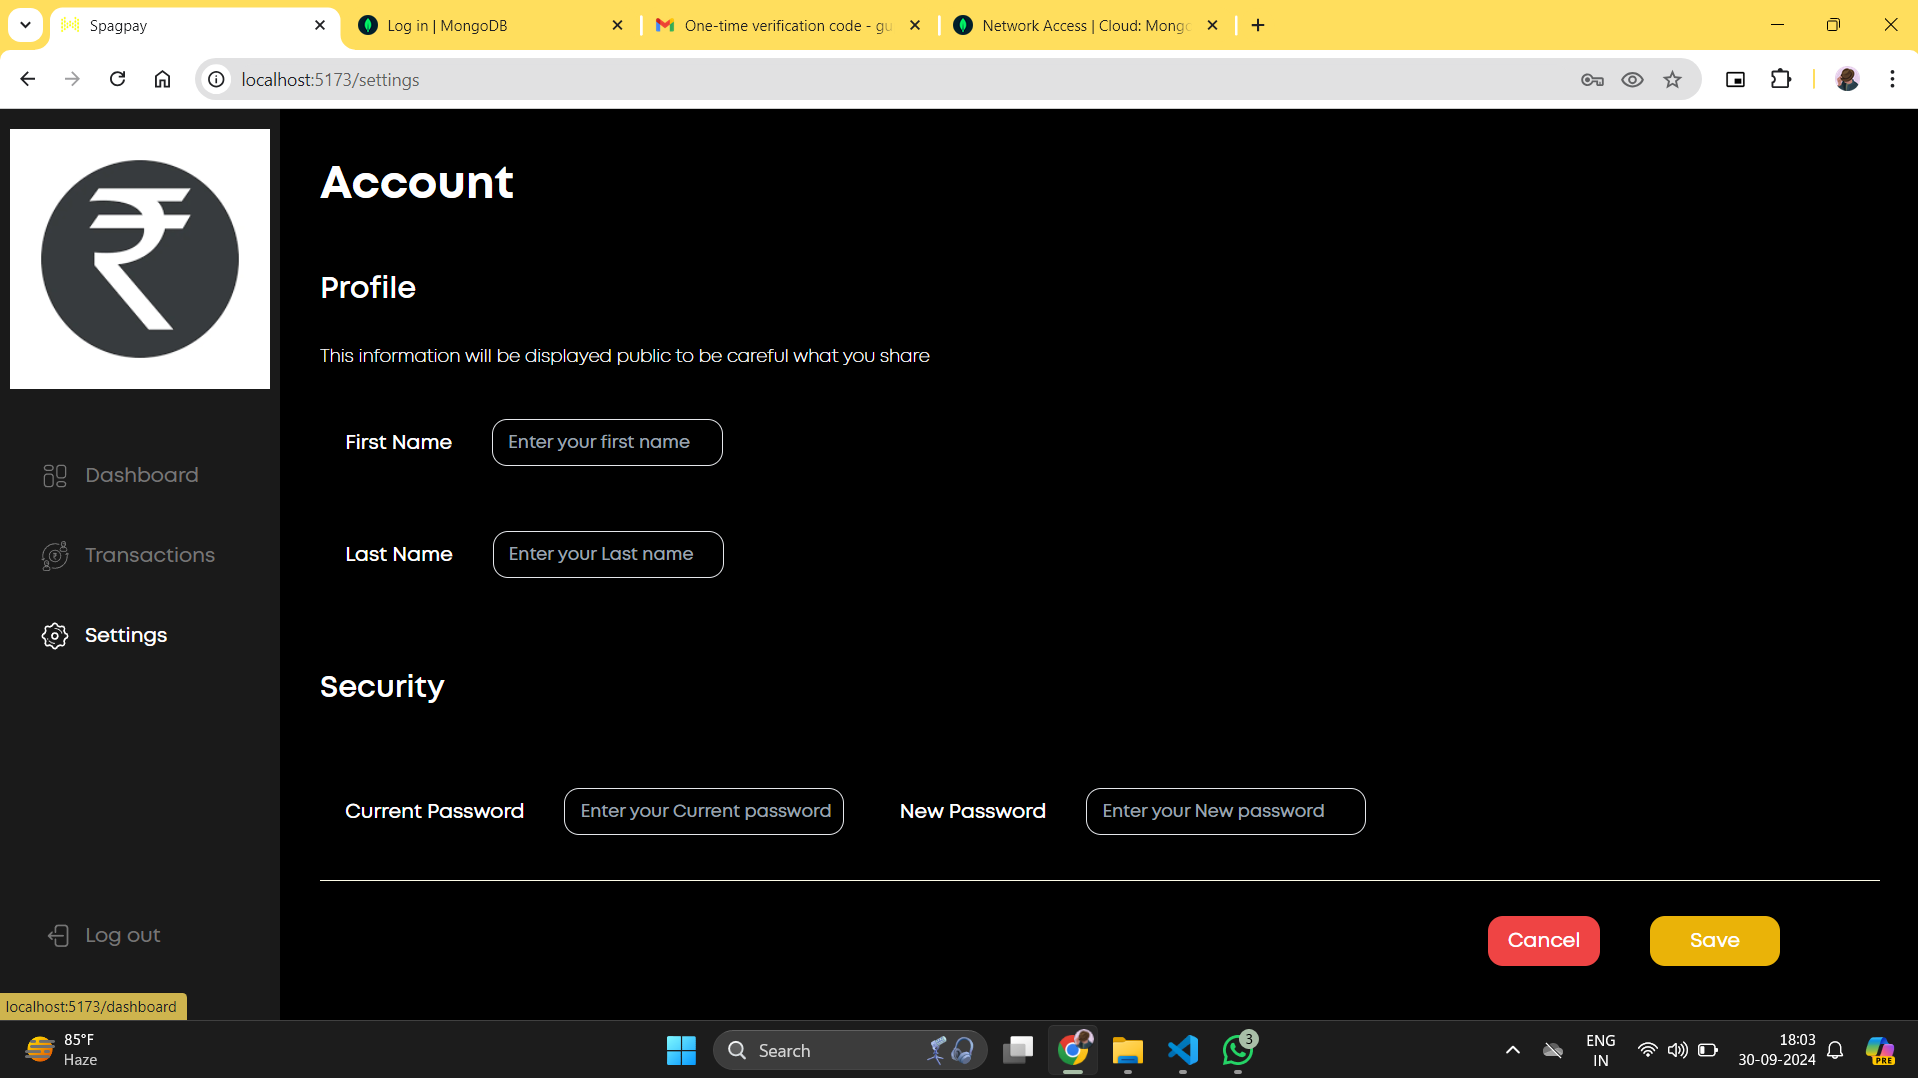 Spagpay
Log in | MongoDB
One-time verification code - gu
Network Access | Cloud: Mongo
localhost:5173/settings
Account
Profile
This information will be displayed public to be careful what you share
First Name
Enter your first name
Last Name
Enter your Last name
Dashboard
Transactions
Settings
Security
Current Password
Enter your Current password
New Password
Enter your New password
Log out
Cancel
Save
localhost:5173/dashboard
85°F
Haze
Search
3
ENG
IN
18:03
30-09-2024
PRE